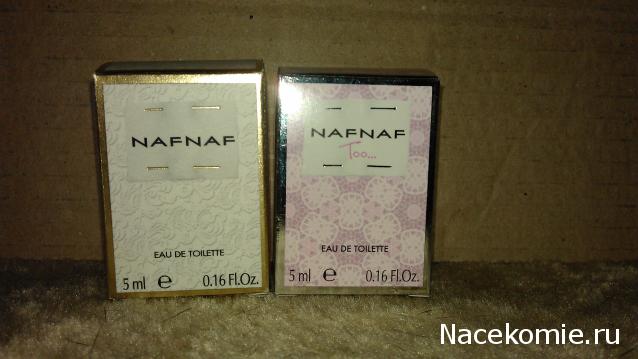 NAFNAF
EAU DE TOILETTE
5 ml e 0.16 Fl.Oz.
NAFNAF
Too...
EAU DE TOILETTE
5 ml e 0.16 Fl.Oz.
Nacekomie.ru